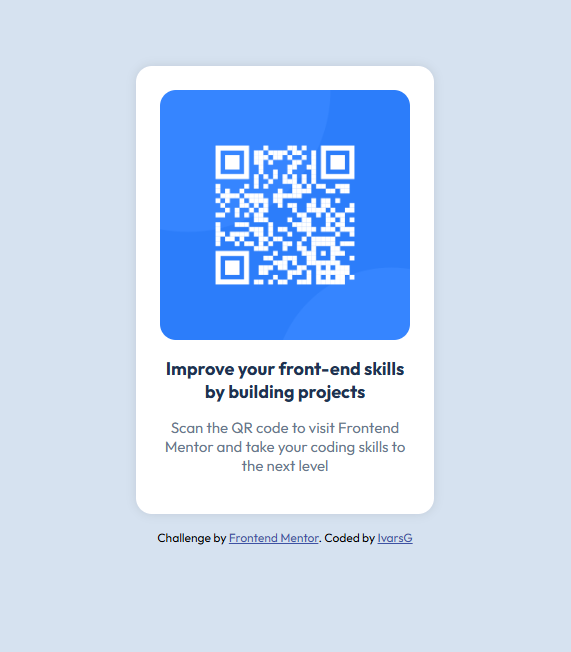 Improve your front-end skills
by building projects
Scan the QR code to visit Frontend
Mentor and take your coding skills to
the next level
Challenge by Frontend Mentor. Coded by IvarsG